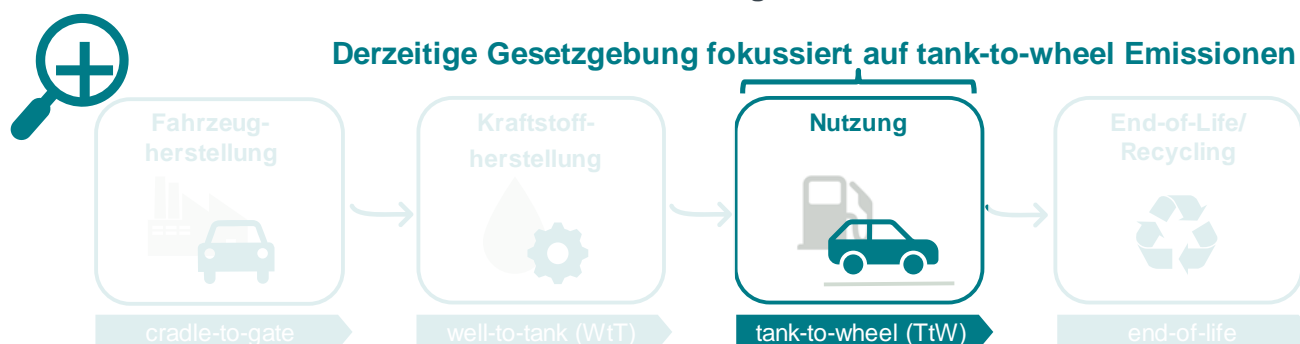 Derzeitige Gesetzgebung fokussiert auf tank-to-wheel Emissionen
Fahrzeug-
herstellung
Kraftstoff-
herstellung
Nutzung
End-of-Life/
Recycling
cradle-to-gate
well-to-tank (WtT)
tank-to-wheel (TtW)
end-of-life